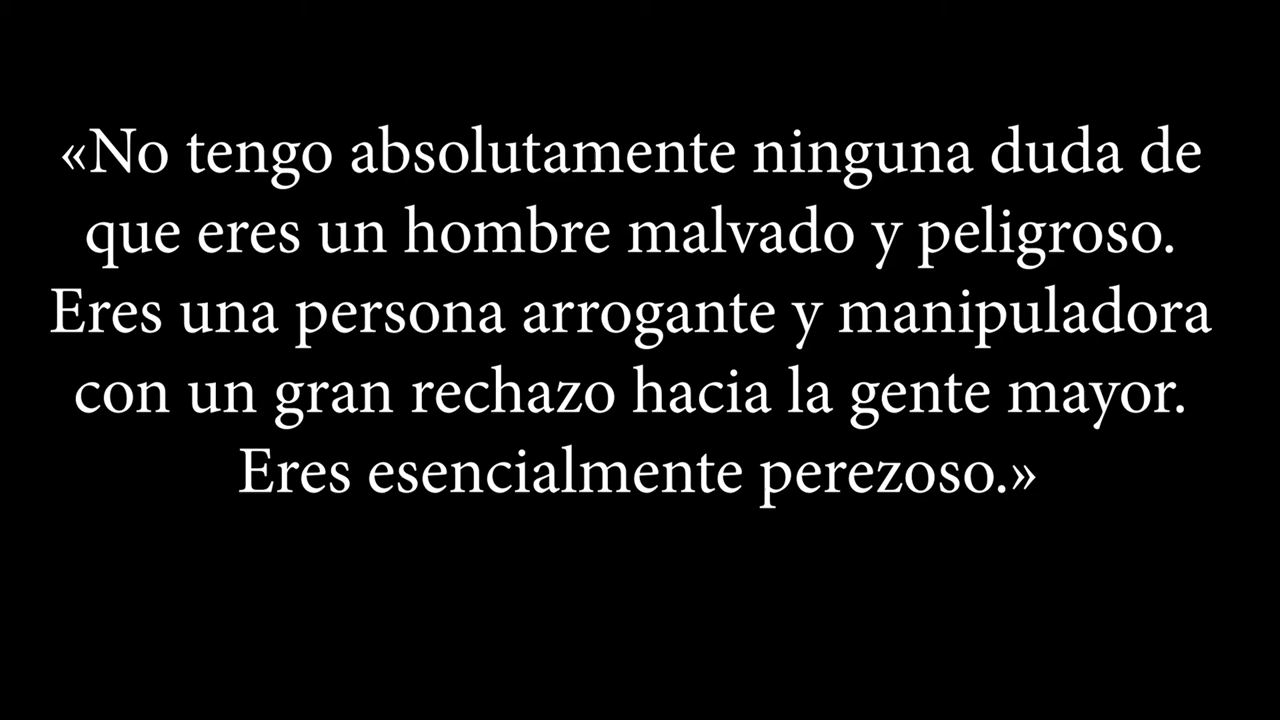 «No tengo absolutamente ninguna duda de
que eres un hombre malvado y peligroso.
Eres una persona arrogante y manipuladora
con un gran rechazo hacia la gente mayor.
Eres esencialmente perezoso.»